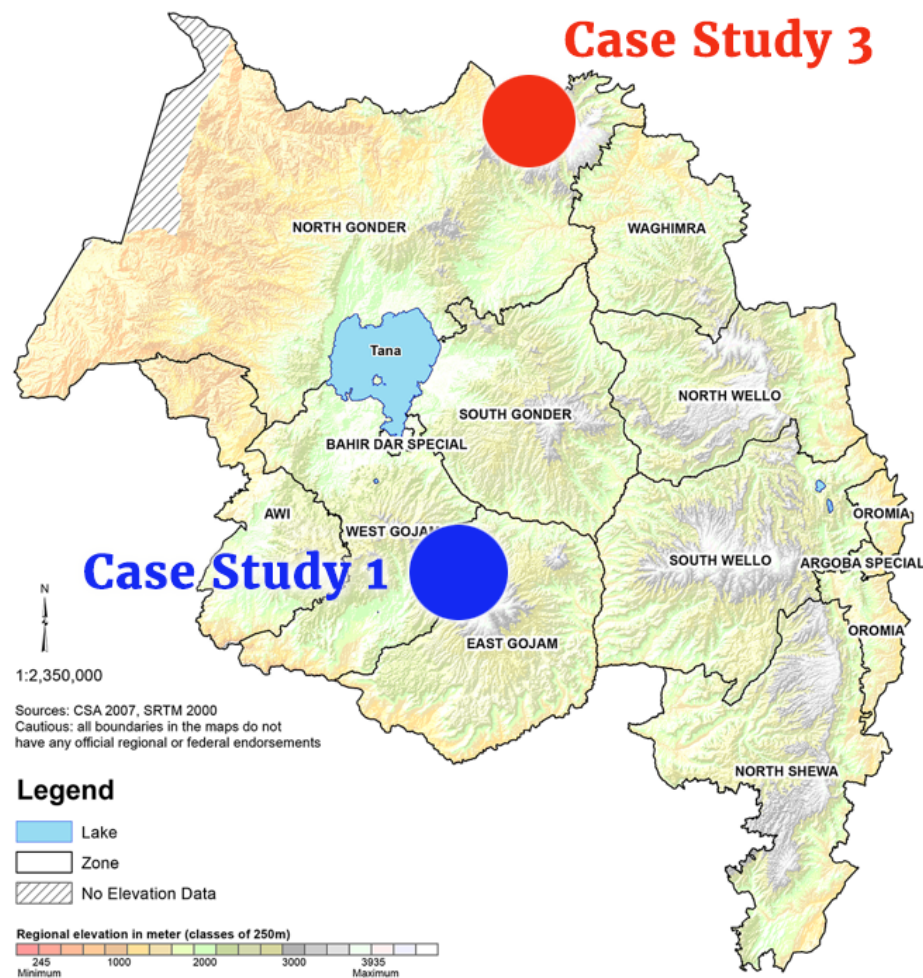 Case Study 3
NORTH GONDER
WAGHIMRA
Tana
NORTH WELLO
SOUTH GONDER
BAHIR DAR SPECIAL
AWI
OROMIA
WEST GOJAM
SOUTH WELLO
ARGOBA SPECIAL
Case Study 1
N
OROMIA
EAST GOJAM
1:2,350,000
Sources: CSA 2007, SRTM 2000
Cautious: all boundaries in the maps do not
have any official regional or federal endorsements
NORTH SHEWA
Legend
Lake
Zone
No Elevation Data
Regional elevation in meter (classes of 250m)
245 1000 2000 3000 3935
Minimum Maximum